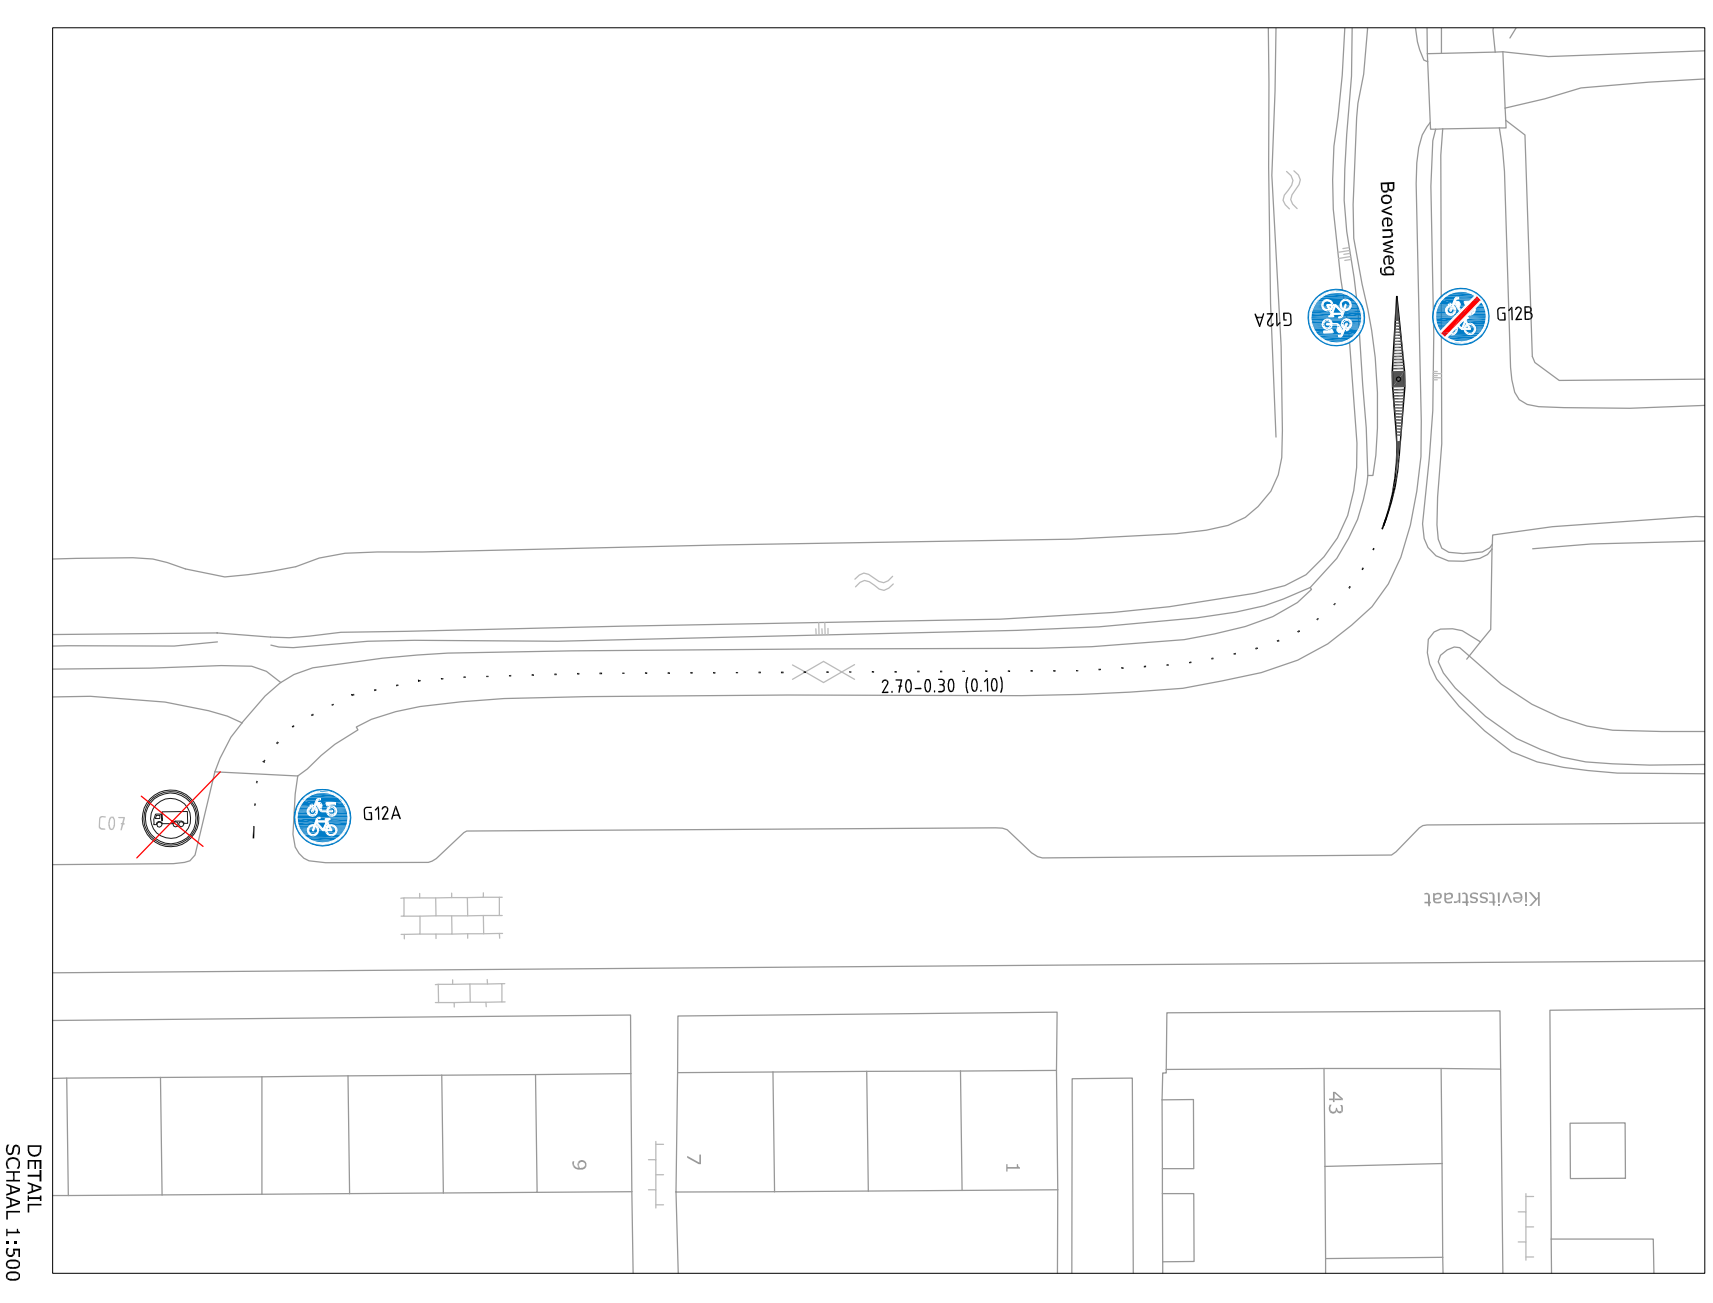 Bovenweg
G12A
G12B
2.70-0.30 (0.10)
C07
G12A
Kievitsstraat
43
9
7
1
DETAIL
SCHAAL 1:500